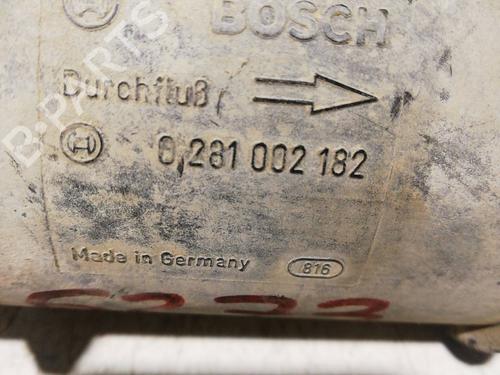 BOSCH
Durchfluß
0 281 002 182
Made in Germany 816
B-PARTS